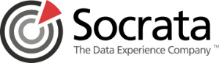 Socrata
The Data Experience Company™